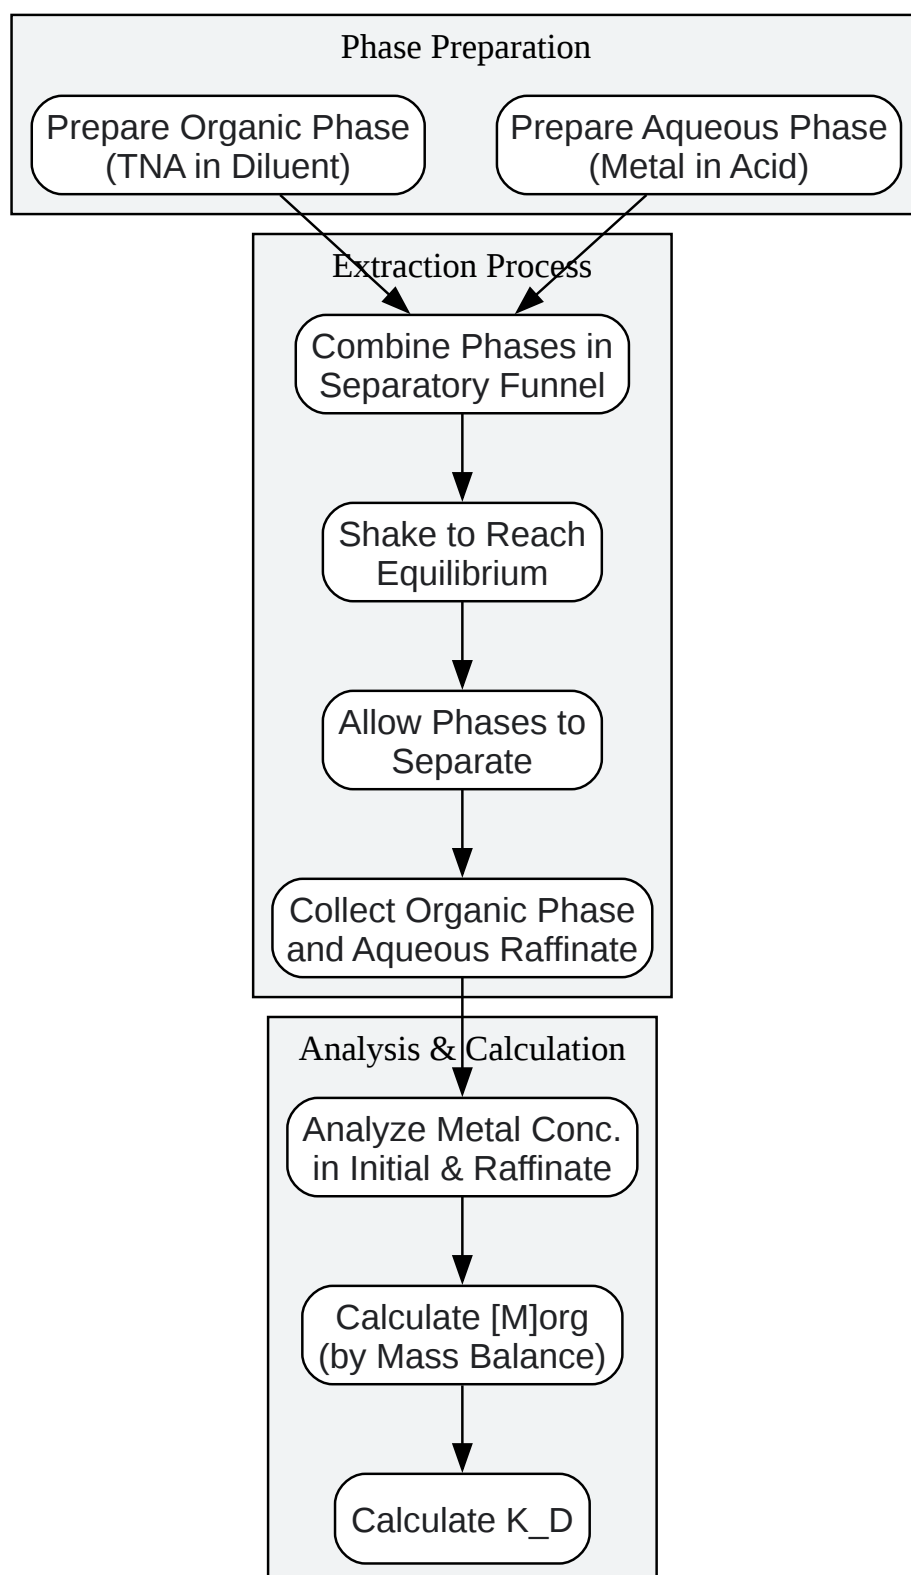 Phase Preparation
Prepare Organic Phase
(TNA in Diluent)
Prepare Aqueous Phase
(Metal in Acid)
Extraction Process
Combine Phases in
Separatory Funnel
Shake to Reach
Equilibrium
Allow Phases to
Separate
Collect Organic Phase
and Aqueous Raffinate
Analysis & Calculation
Analyze Metal Conc.
in Initial & Raffinate
Calculate [M]org
(by Mass Balance)
Calculate K_D